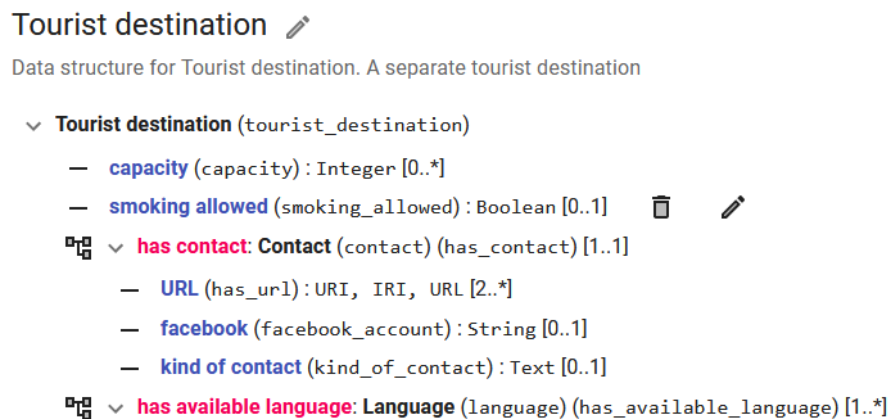 Tourist destination
Data structure for Tourist destination. A separate tourist destination
Tourist destination (tourist_destination)
capacity (capacity) : Integer [0..*]
smoking allowed (smoking_allowed) : Boolean [0..1]
has contact: Contact (contact) (has_contact) [1..1]
URL (has_url) : URI, IRI, URL [2..*]
facebook (facebook_account) : String [0..1]
kind of contact (kind_of_contact) : Text [0..1]
has available language: Language (language) (has_available_language) [1..*]